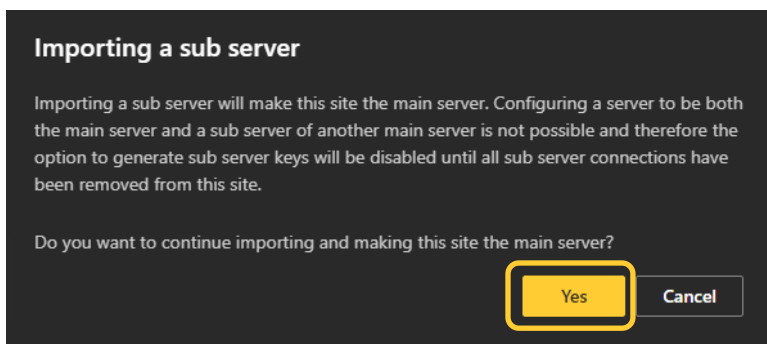 Importing a sub server
Importing a sub server will make this site the main server. Configuring a server to be both
the main server and a sub server of another main server is not possible and therefore the
option to generate sub server keys will be disabled until all sub server connections have
been removed from this site.
Do you want to continue importing and making this site the main server?
Yes
Cancel